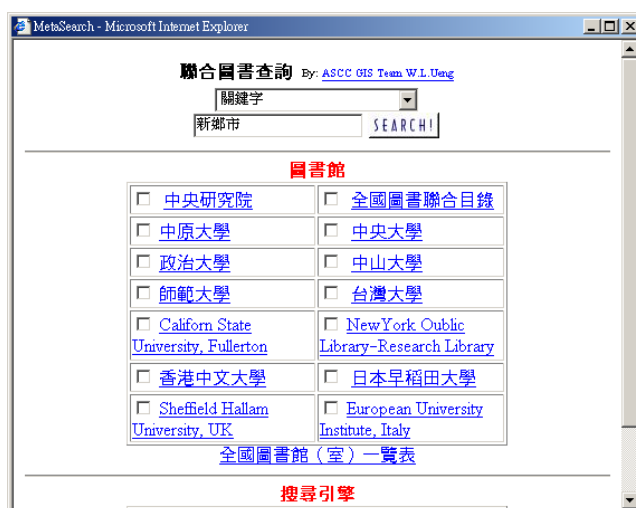 MetaSearch - Microsoft Internet Explorer
聯合圖書查詢 By: ASCC GIS Team W.L.Ueng
關鍵字
新鄉市 SEARCH!
圖書館
中央研究院 全國圖書聯合目錄
中原大學 中央大學
政治大學 中山大學
師範大學 台灣大學
Californ State
University, Fullerton
NewYork Oublic
Library-Research Library
香港中文大學 日本早稻田大學
Sheffield Hallam
University, UK
European University
Institute, Italy
全國圖書館（室）一覽表
搜尋引擎